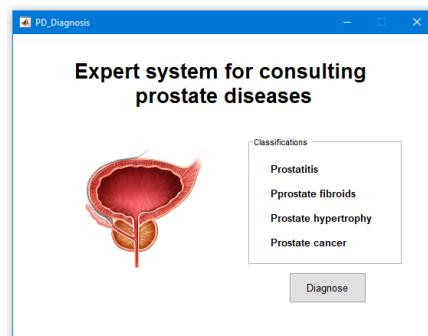 PD_Diagnosis
Expert system for consulting
prostate diseases
Classifications
Prostatitis
Pprostate fibroids
Prostate hypertrophy
Prostate cancer
Diagnose